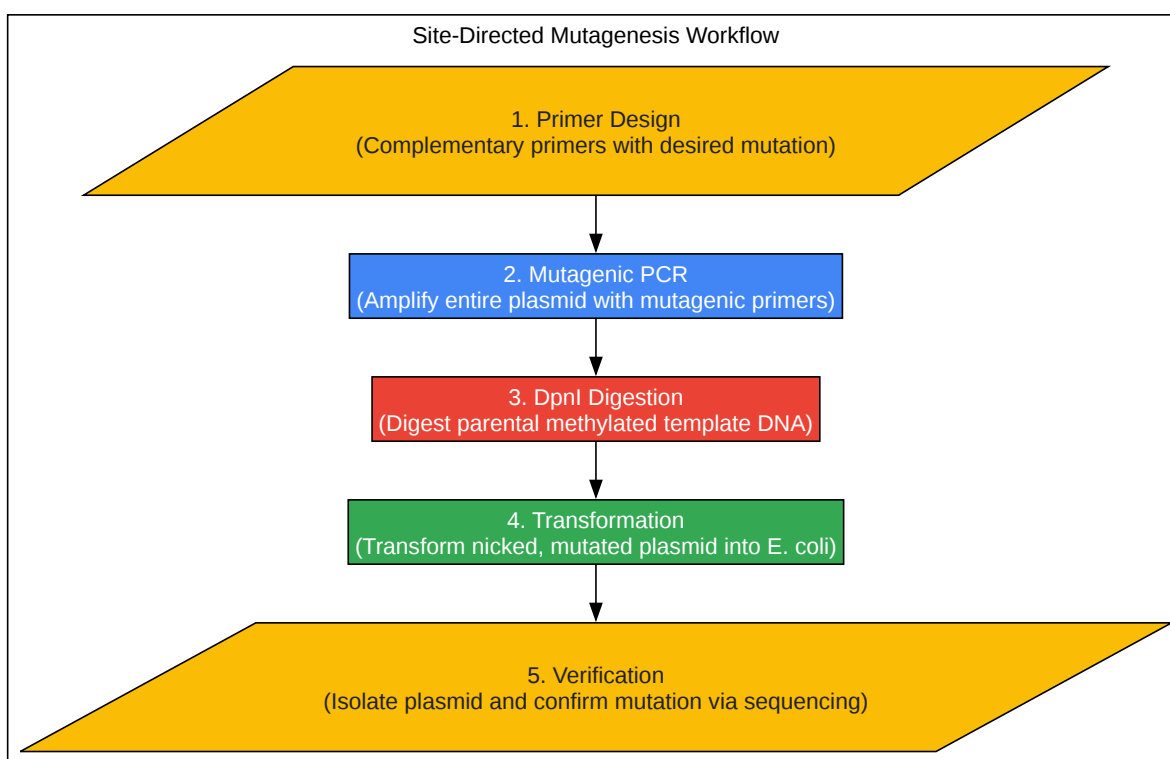 Site-Directed Mutagenesis Workflow
1. Primer Design
(Complementary primers with desired mutation)
2. Mutagenic PCR
(Amplify entire plasmid with mutagenic primers)
3. DpnI Digestion
(Digest parental methylated template DNA)
4. Transformation
(Transform nicked, mutated plasmid into E. coli)
5. Verification
(Isolate plasmid and confirm mutation via sequencing)